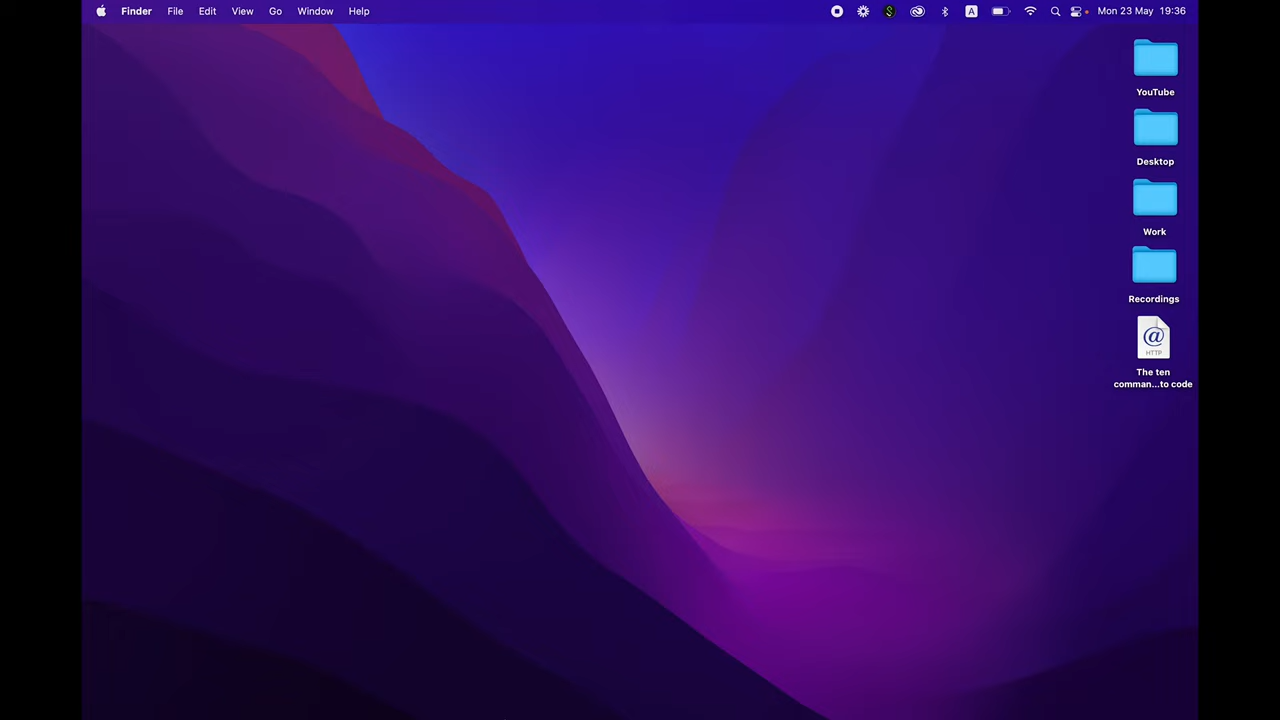 Finder File Edit View Go Window Help A Mon 23 May 19:36
YouTube
Desktop
Work
Recordings
@
HTTP
The ten
comman...to code